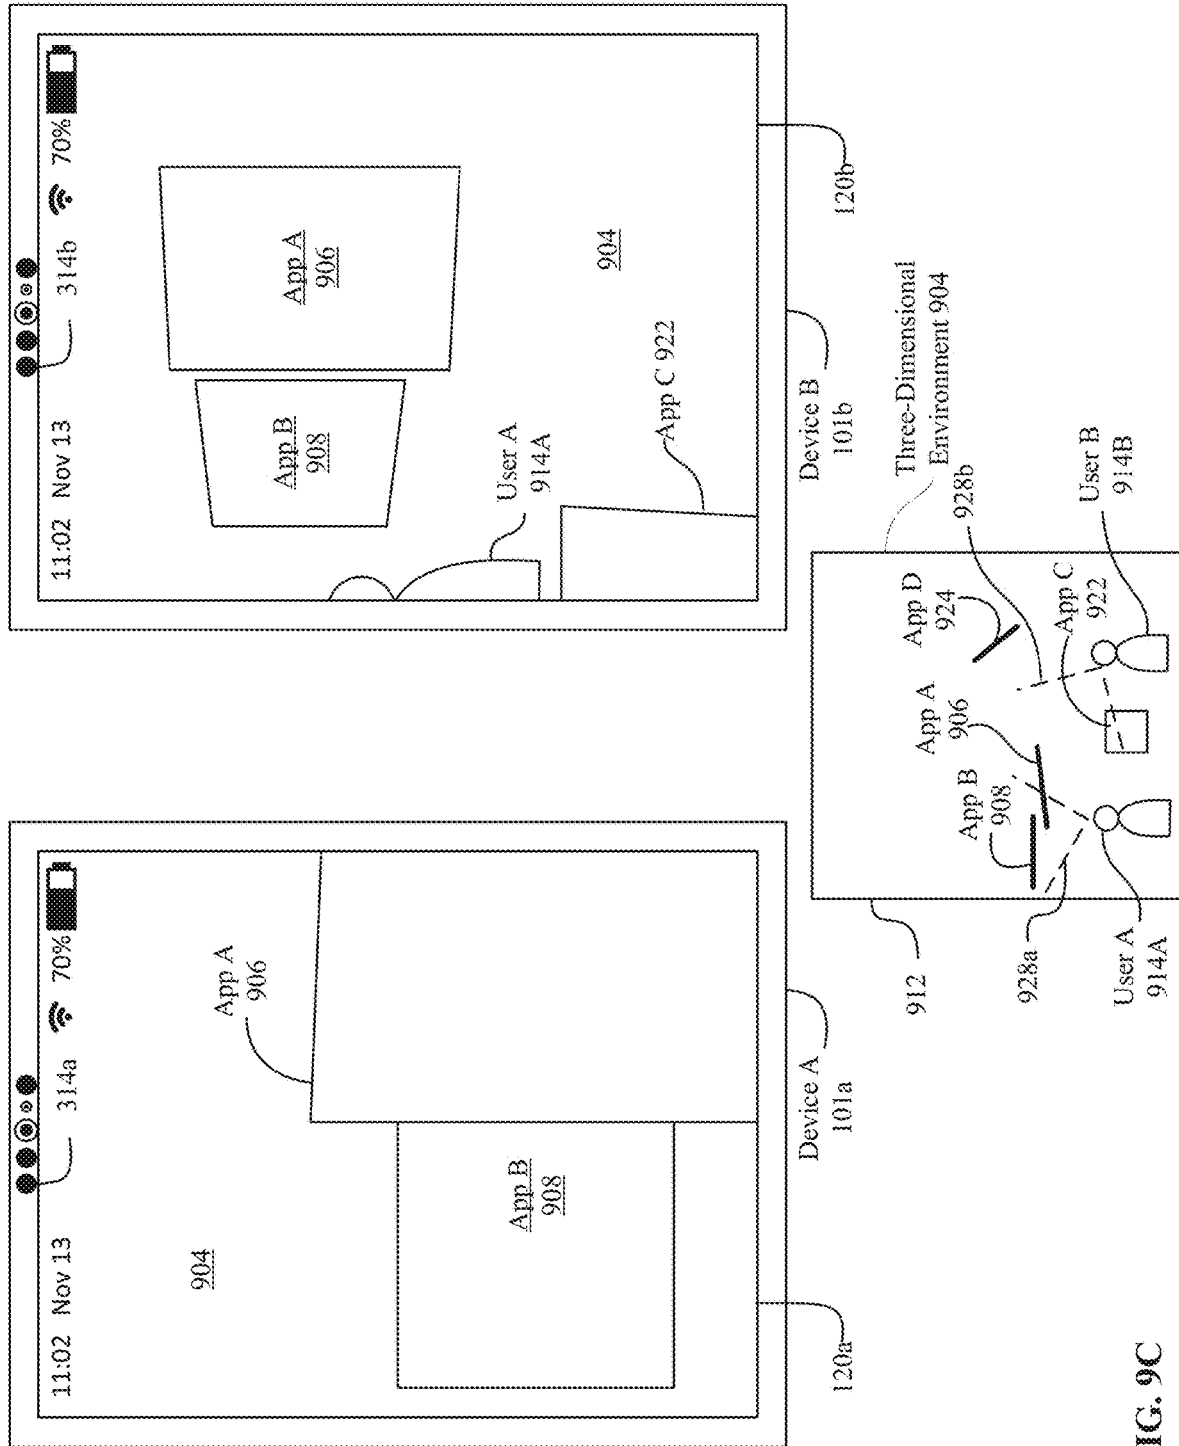 11:02 Nov 13
314a
70%
904
App A
906
App B
908
120a
Device A
101a
11:02 Nov 13
314b
70%
App B
908
App A
906
User A
914A
904
App C 922
Device B
101b
120b
912
928a
User A
914A
App B
908
App A
906
App D
924
Three-Dimensional
Environment 904
928b
App C
922
User B
914B
IG. 9C